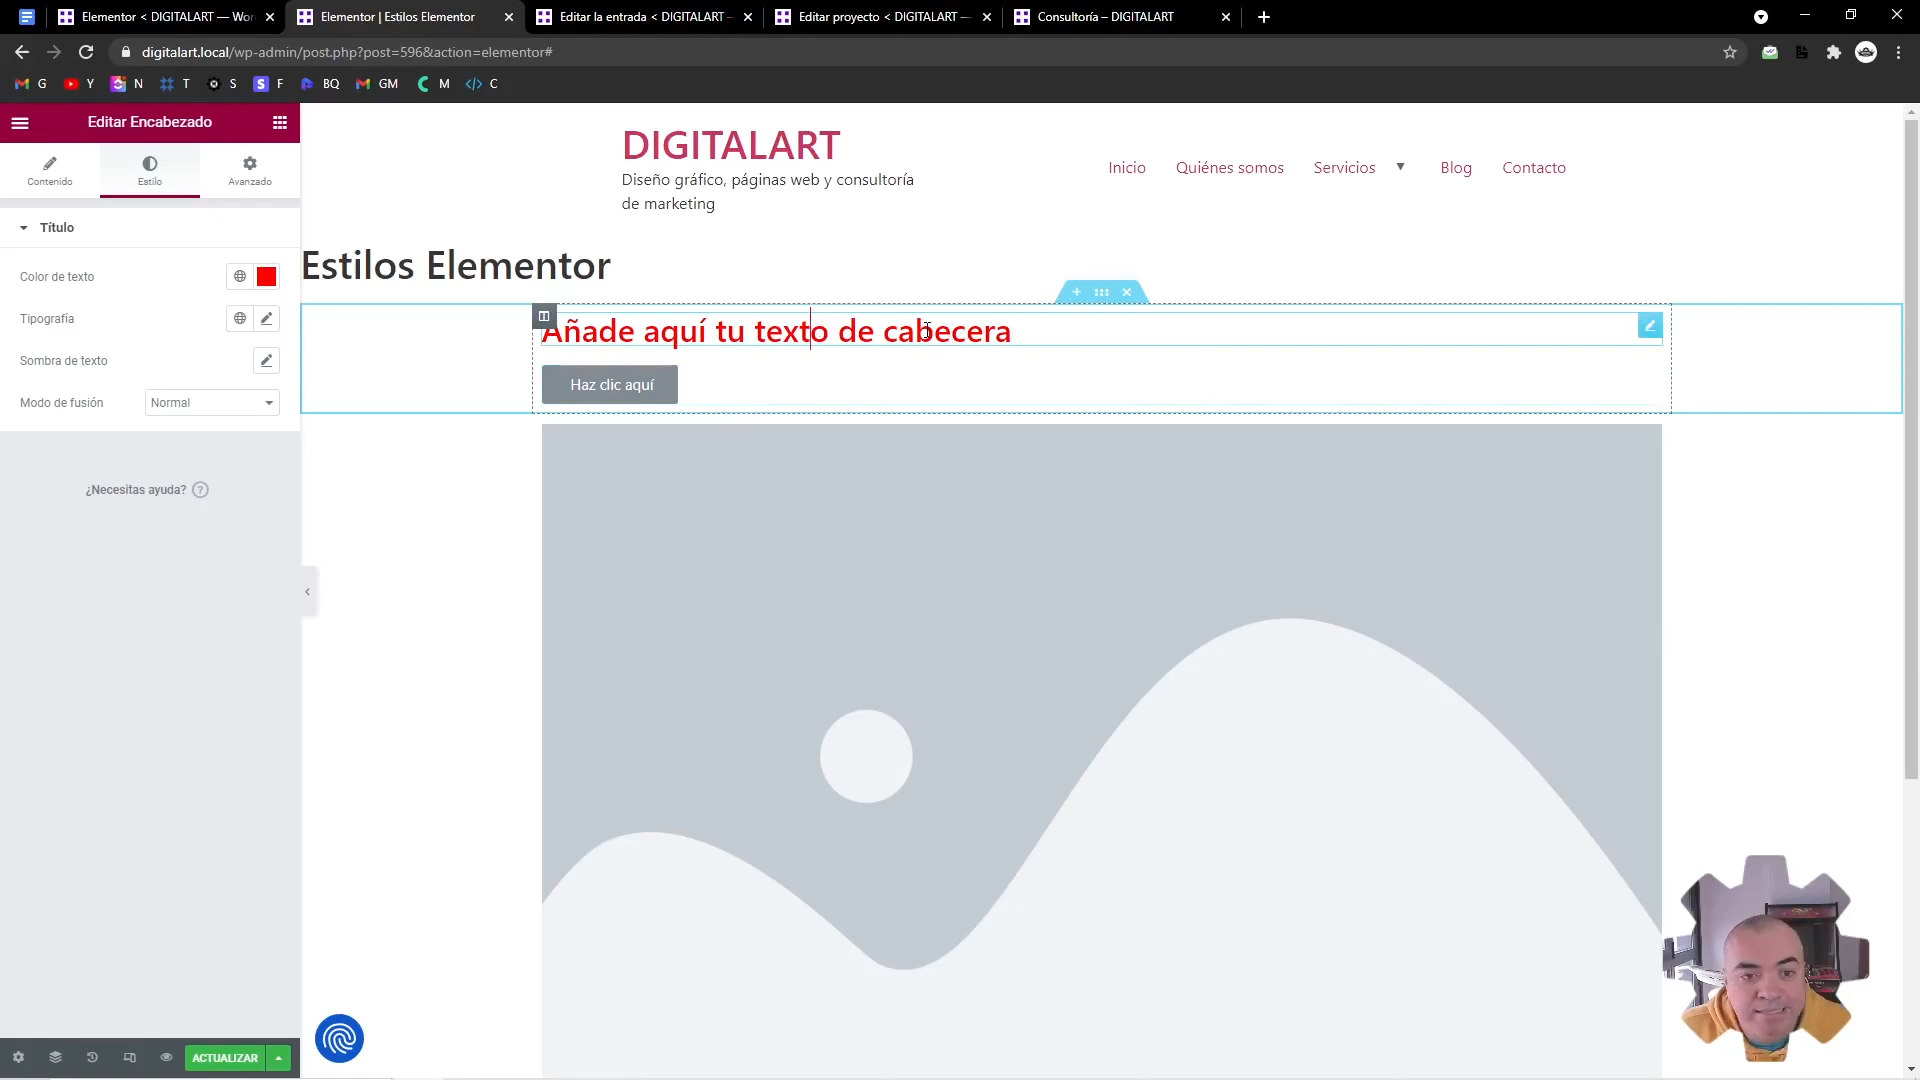 Elementor < DIGITALART — Wor
Elementor | Estilos Elementor
Editar la entrada < DIGITALART –
Editar proyecto < DIGITALART —
Consultoría – DIGITALART
digitalart.local/wp-admin/post.php?post=596&action=elementor#
G
Y
N
T
S
F
BQ
GM
M
C
Editar Encabezado
Contenido
Estilo
Avanzado
Título
Color de texto
Tipografía
Sombra de texto
Modo de fusión
Normal
¿Necesitas ayuda? ?
ACTUALIZAR
DIGITALART
Diseño gráfico, páginas web y consultoría
de marketing
Inicio
Quiénes somos
Servicios
Blog
Contacto
Estilos Elementor
Añade aquí tu texto de cabecera
Haz clic aquí